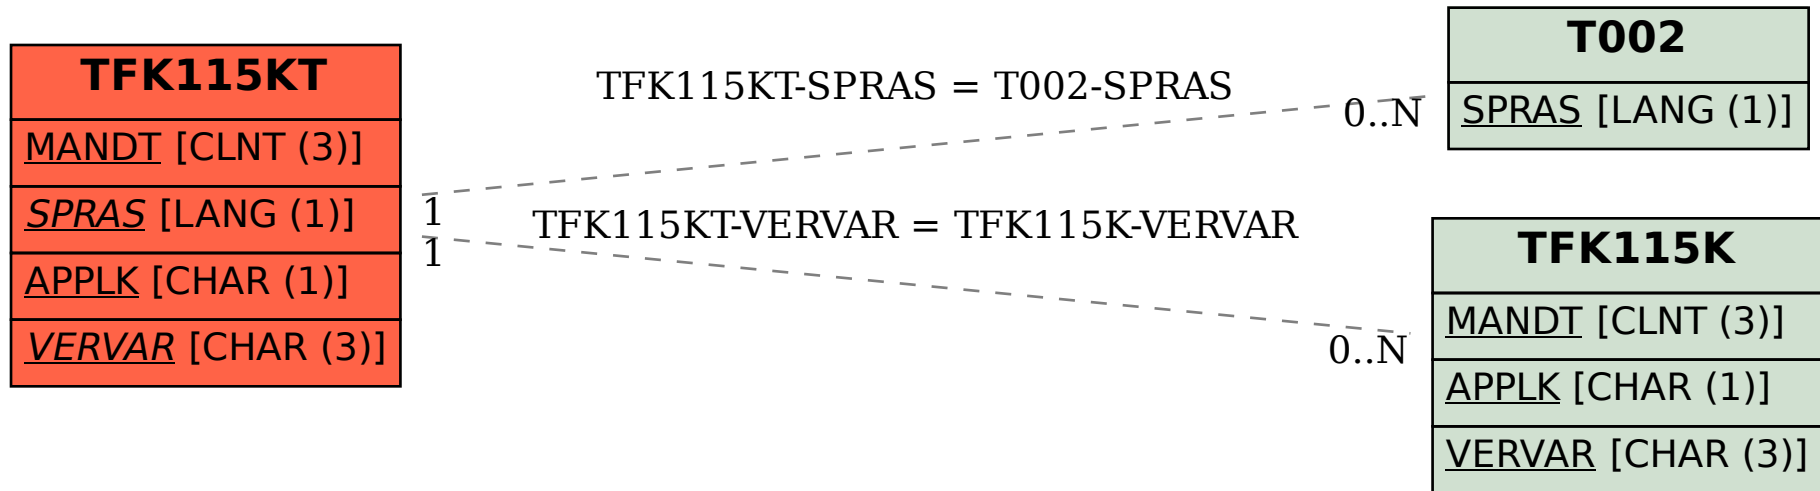 TFK115KT
MANDT [CLNT (3)]
SPRAS [LANG (1)]
APPLK [CHAR (1)]
VERVAR [CHAR (3)]
TFK115KT-SPRAS = T002-SPRAS
0..N
1
TFK115KT-VERVAR = TFK115K-VERVAR
1
0..N
T002
SPRAS [LANG (1)]
TFK115K
MANDT [CLNT (3)]
APPLK [CHAR (1)]
VERVAR [CHAR (3)]